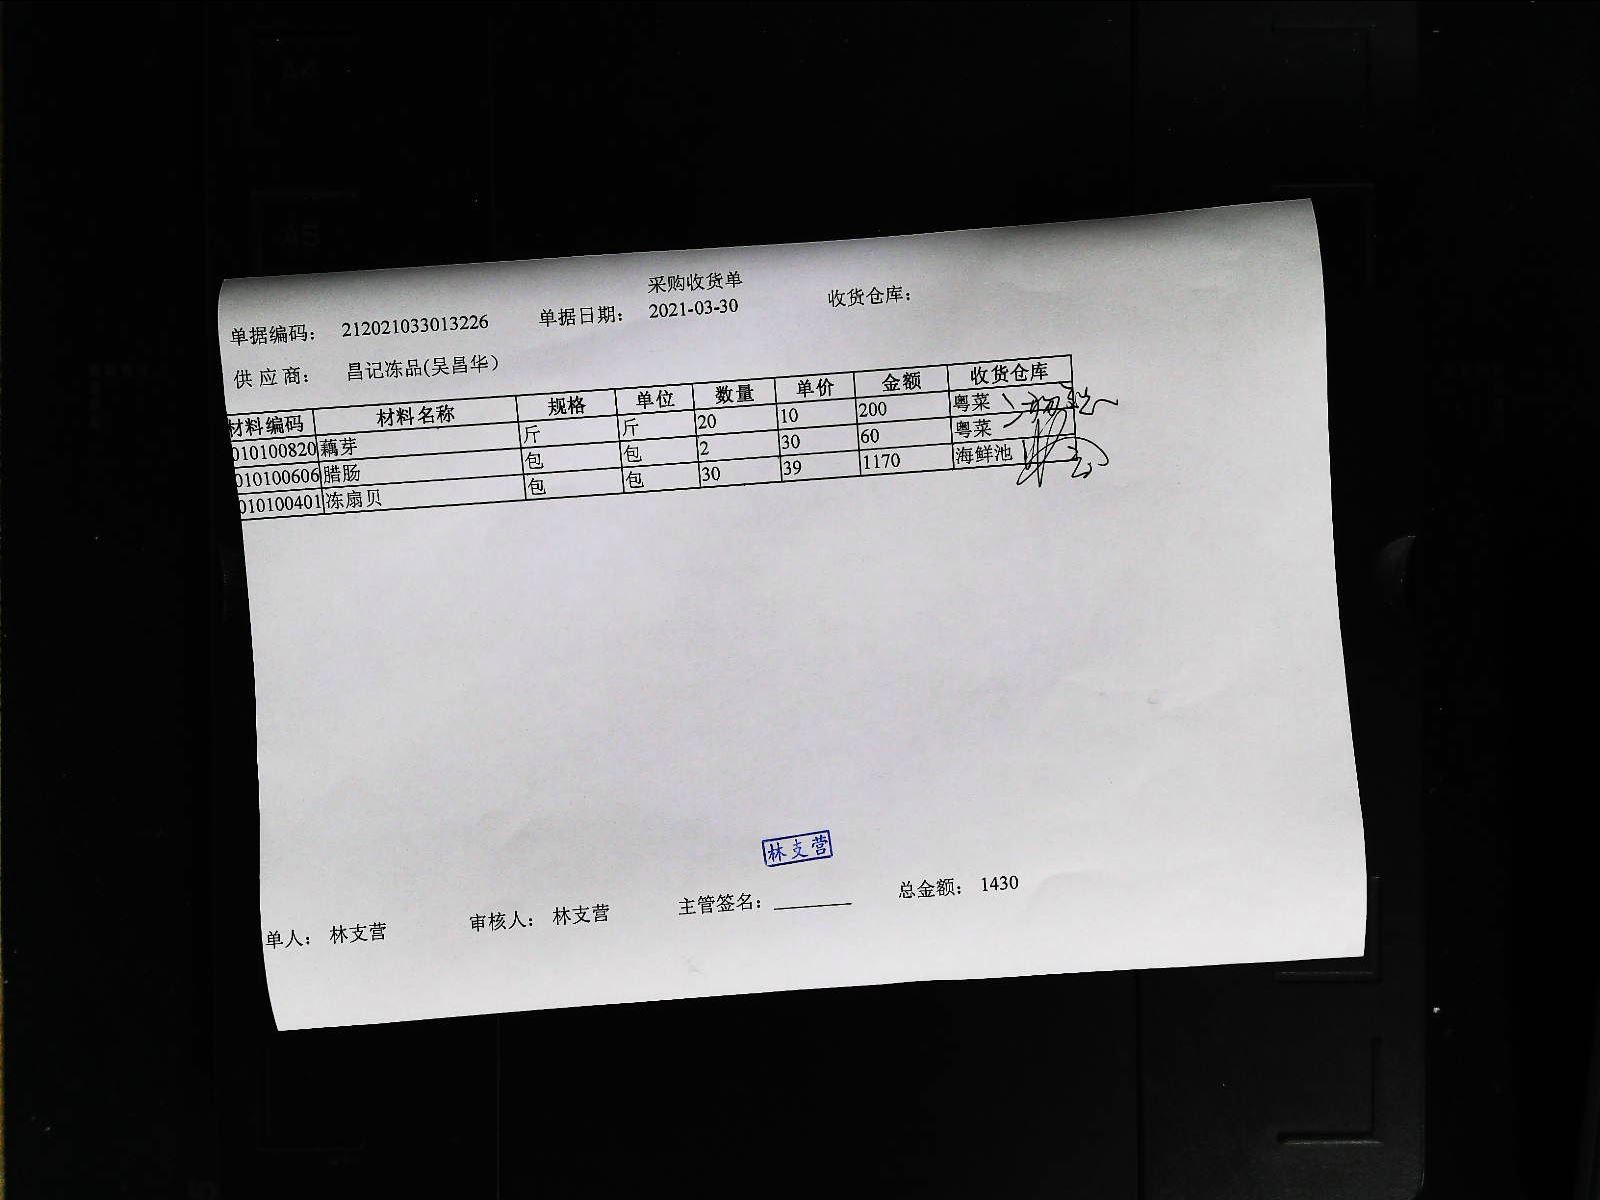 采购收货单
单据编码： 212021033013226 单据日期： 2021-03-30 收货仓库：
供应商： 昌记冻品(吴昌华)
材料编码 材料名称 规格 单位 数量 单价 金额 收货仓库
010100820 藕芽 斤 斤 20 10 200 粤菜
010100606 腊肠 包 包 2 30 60 粤菜
010100401 冻扇贝 包 包 30 39 1170 海鲜池
林支营
单人： 林支营 审核人： 林支营 主管签名： ________ 总金额： 1430